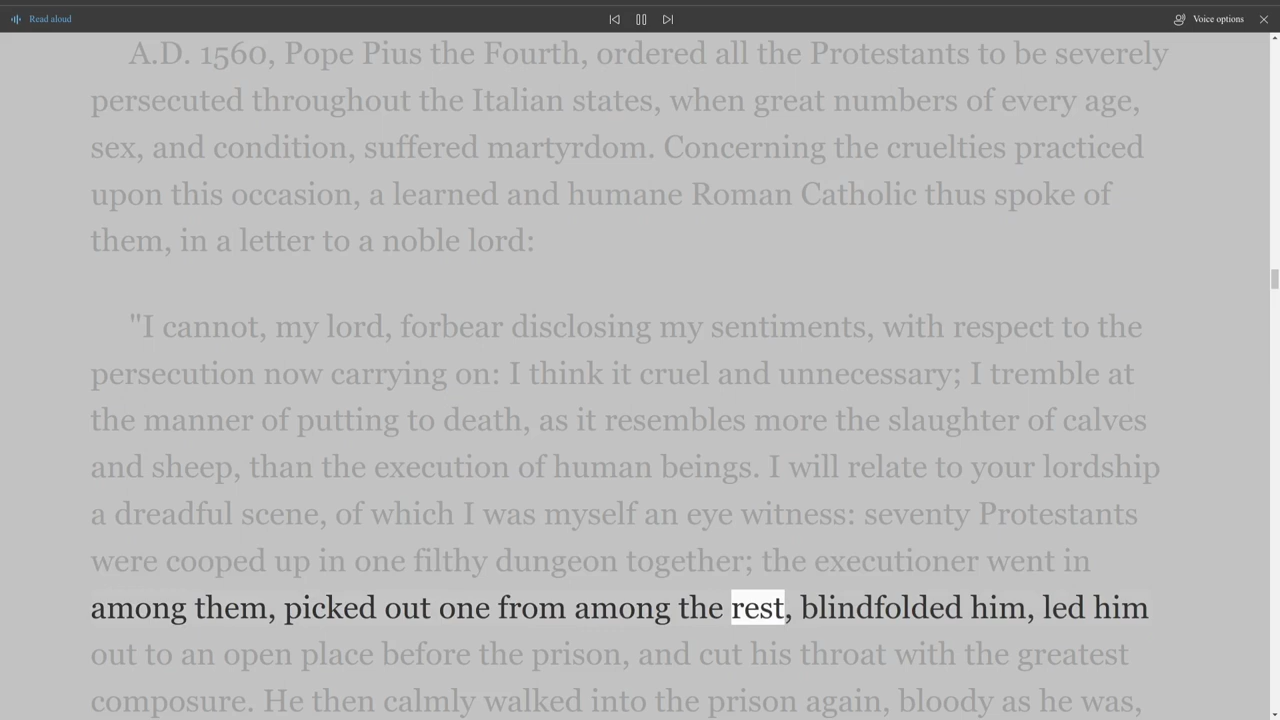 Read aloud
Voice options
A.D. 1560, Pope Pius the Fourth, ordered all the Protestants to be severely
persecuted throughout the Italian states, when great numbers of every age,
sex, and condition, suffered martyrdom. Concerning the cruelties practiced
upon this occasion, a learned and humane Roman Catholic thus spoke of
them, in a letter to a noble lord:
"I cannot, my lord, forbear disclosing my sentiments, with respect to the
persecution now carrying on: I think it cruel and unnecessary; I tremble at
the manner of putting to death, as it resembles more the slaughter of calves
and sheep, than the execution of human beings. I will relate to your lordship
a dreadful scene, of which I was myself an eye witness: seventy Protestants
were cooped up in one filthy dungeon together; the executioner went in
among them, picked out one from among the rest, blindfolded him, led him
out to an open place before the prison, and cut his throat with the greatest
composure. He then calmly walked into the prison again, bloody as he was,